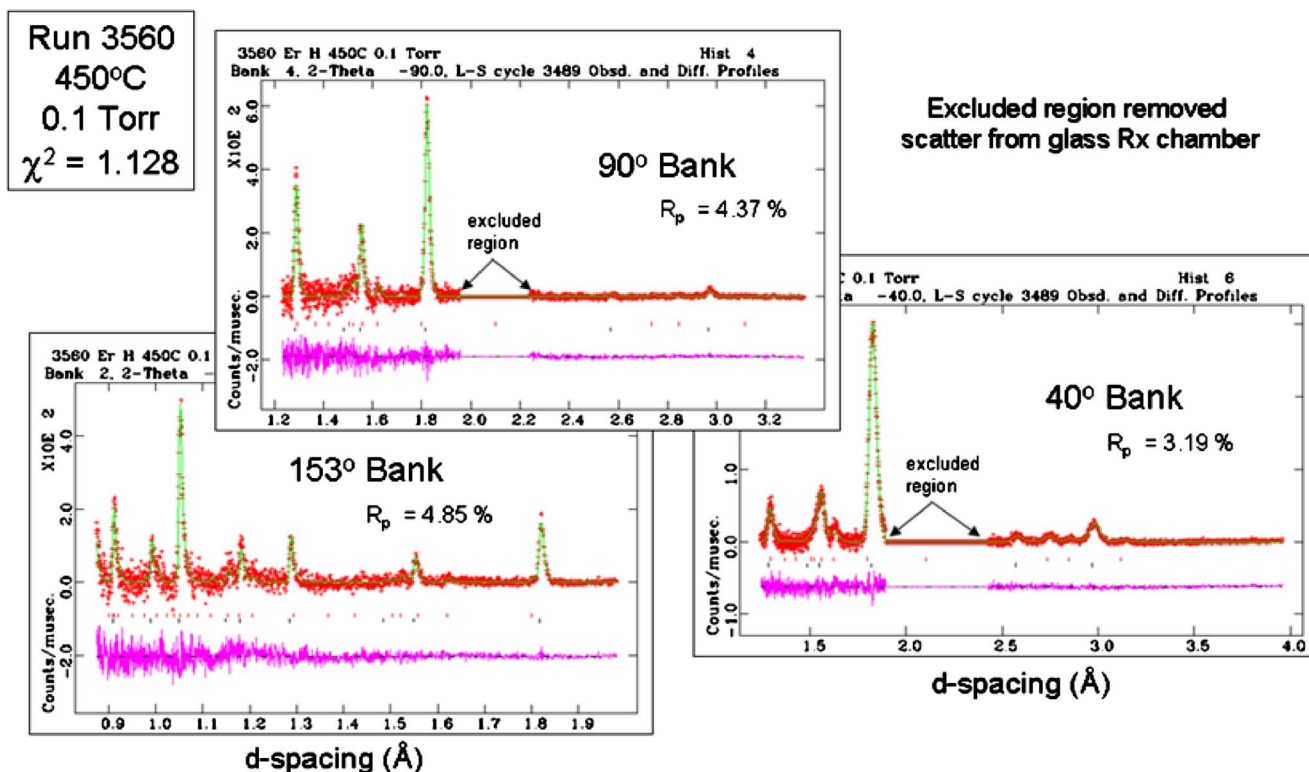 Run 3560
450°C
0.1 Torr
χ² = 1.128
3560 Er H 450C 0.1 Torr Hist 4
Bank 4, 2-Theta -90.0, L-S cycle 3489 Obsd. and Diff. Profiles
X10E 2
Counts/musec.
6.0
4.0
2.0
0.0
-2.0
90° Bank
Rp = 4.37 %
excluded
region
1.2 1.4 1.6 1.8 2.0 2.2 2.4 2.6 2.8 3.0 3.2
Excluded region removed
scatter from glass Rx chamber
3560 Er H 450C 0.1
Bank 2, 2-Theta -
X10E 2
Counts/musec.
4.0
2.0
0.0
-2.0
153° Bank
Rp = 4.85 %
0.9 1.0 1.1 1.2 1.3 1.4 1.5 1.6 1.7 1.8 1.9
d-spacing (Å)
C 0.1 Torr Hist 6
-40.0, L-S cycle 3489 Obsd. and Diff. Profiles
Counts/musec.
1.0
0.0
-1.0
40° Bank
Rp = 3.19 %
excluded
region
1.5 2.0 2.5 3.0 3.5 4.0
d-spacing (Å)